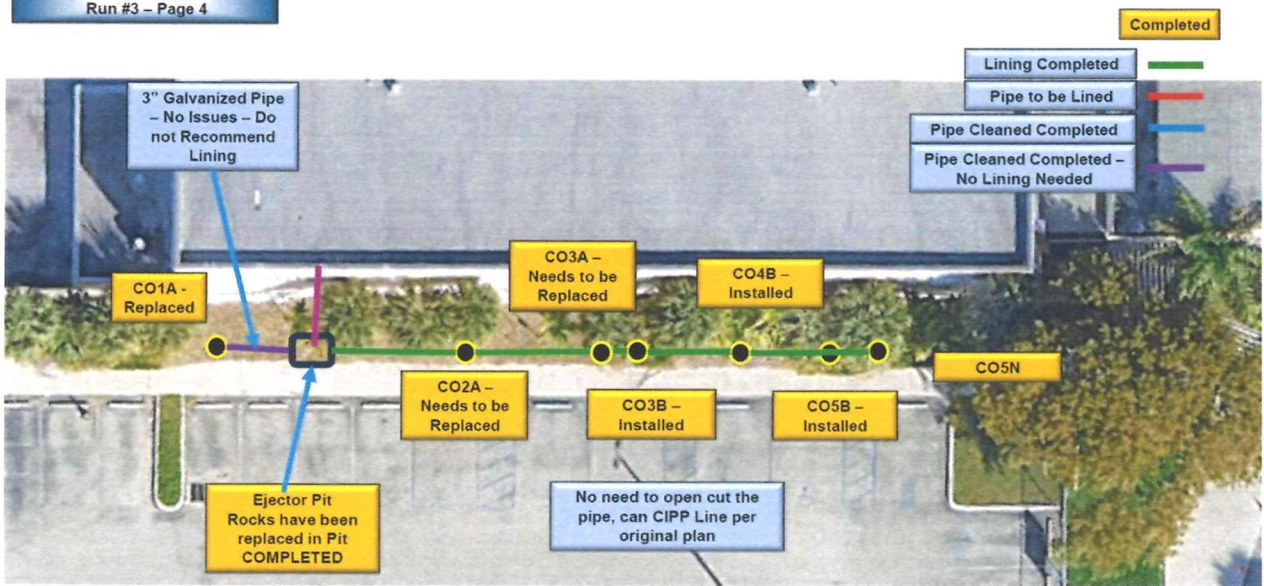 Run #3 – Page 4
Completed
Lining Completed
Pipe to be Lined
Pipe Cleaned Completed
Pipe Cleaned Completed –
No Lining Needed
3" Galvanized Pipe
– No Issues – Do
not Recommend
Lining
CO1A -
Replaced
CO3A –
Needs to be
Replaced
CO4B –
Installed
CO2A –
Needs to be
Replaced
CO3B –
Installed
CO5B –
Installed
CO5N
Ejector Pit
Rocks have been
replaced in Pit
COMPLETED
No need to open cut the
pipe, can CIPP Line per
original plan